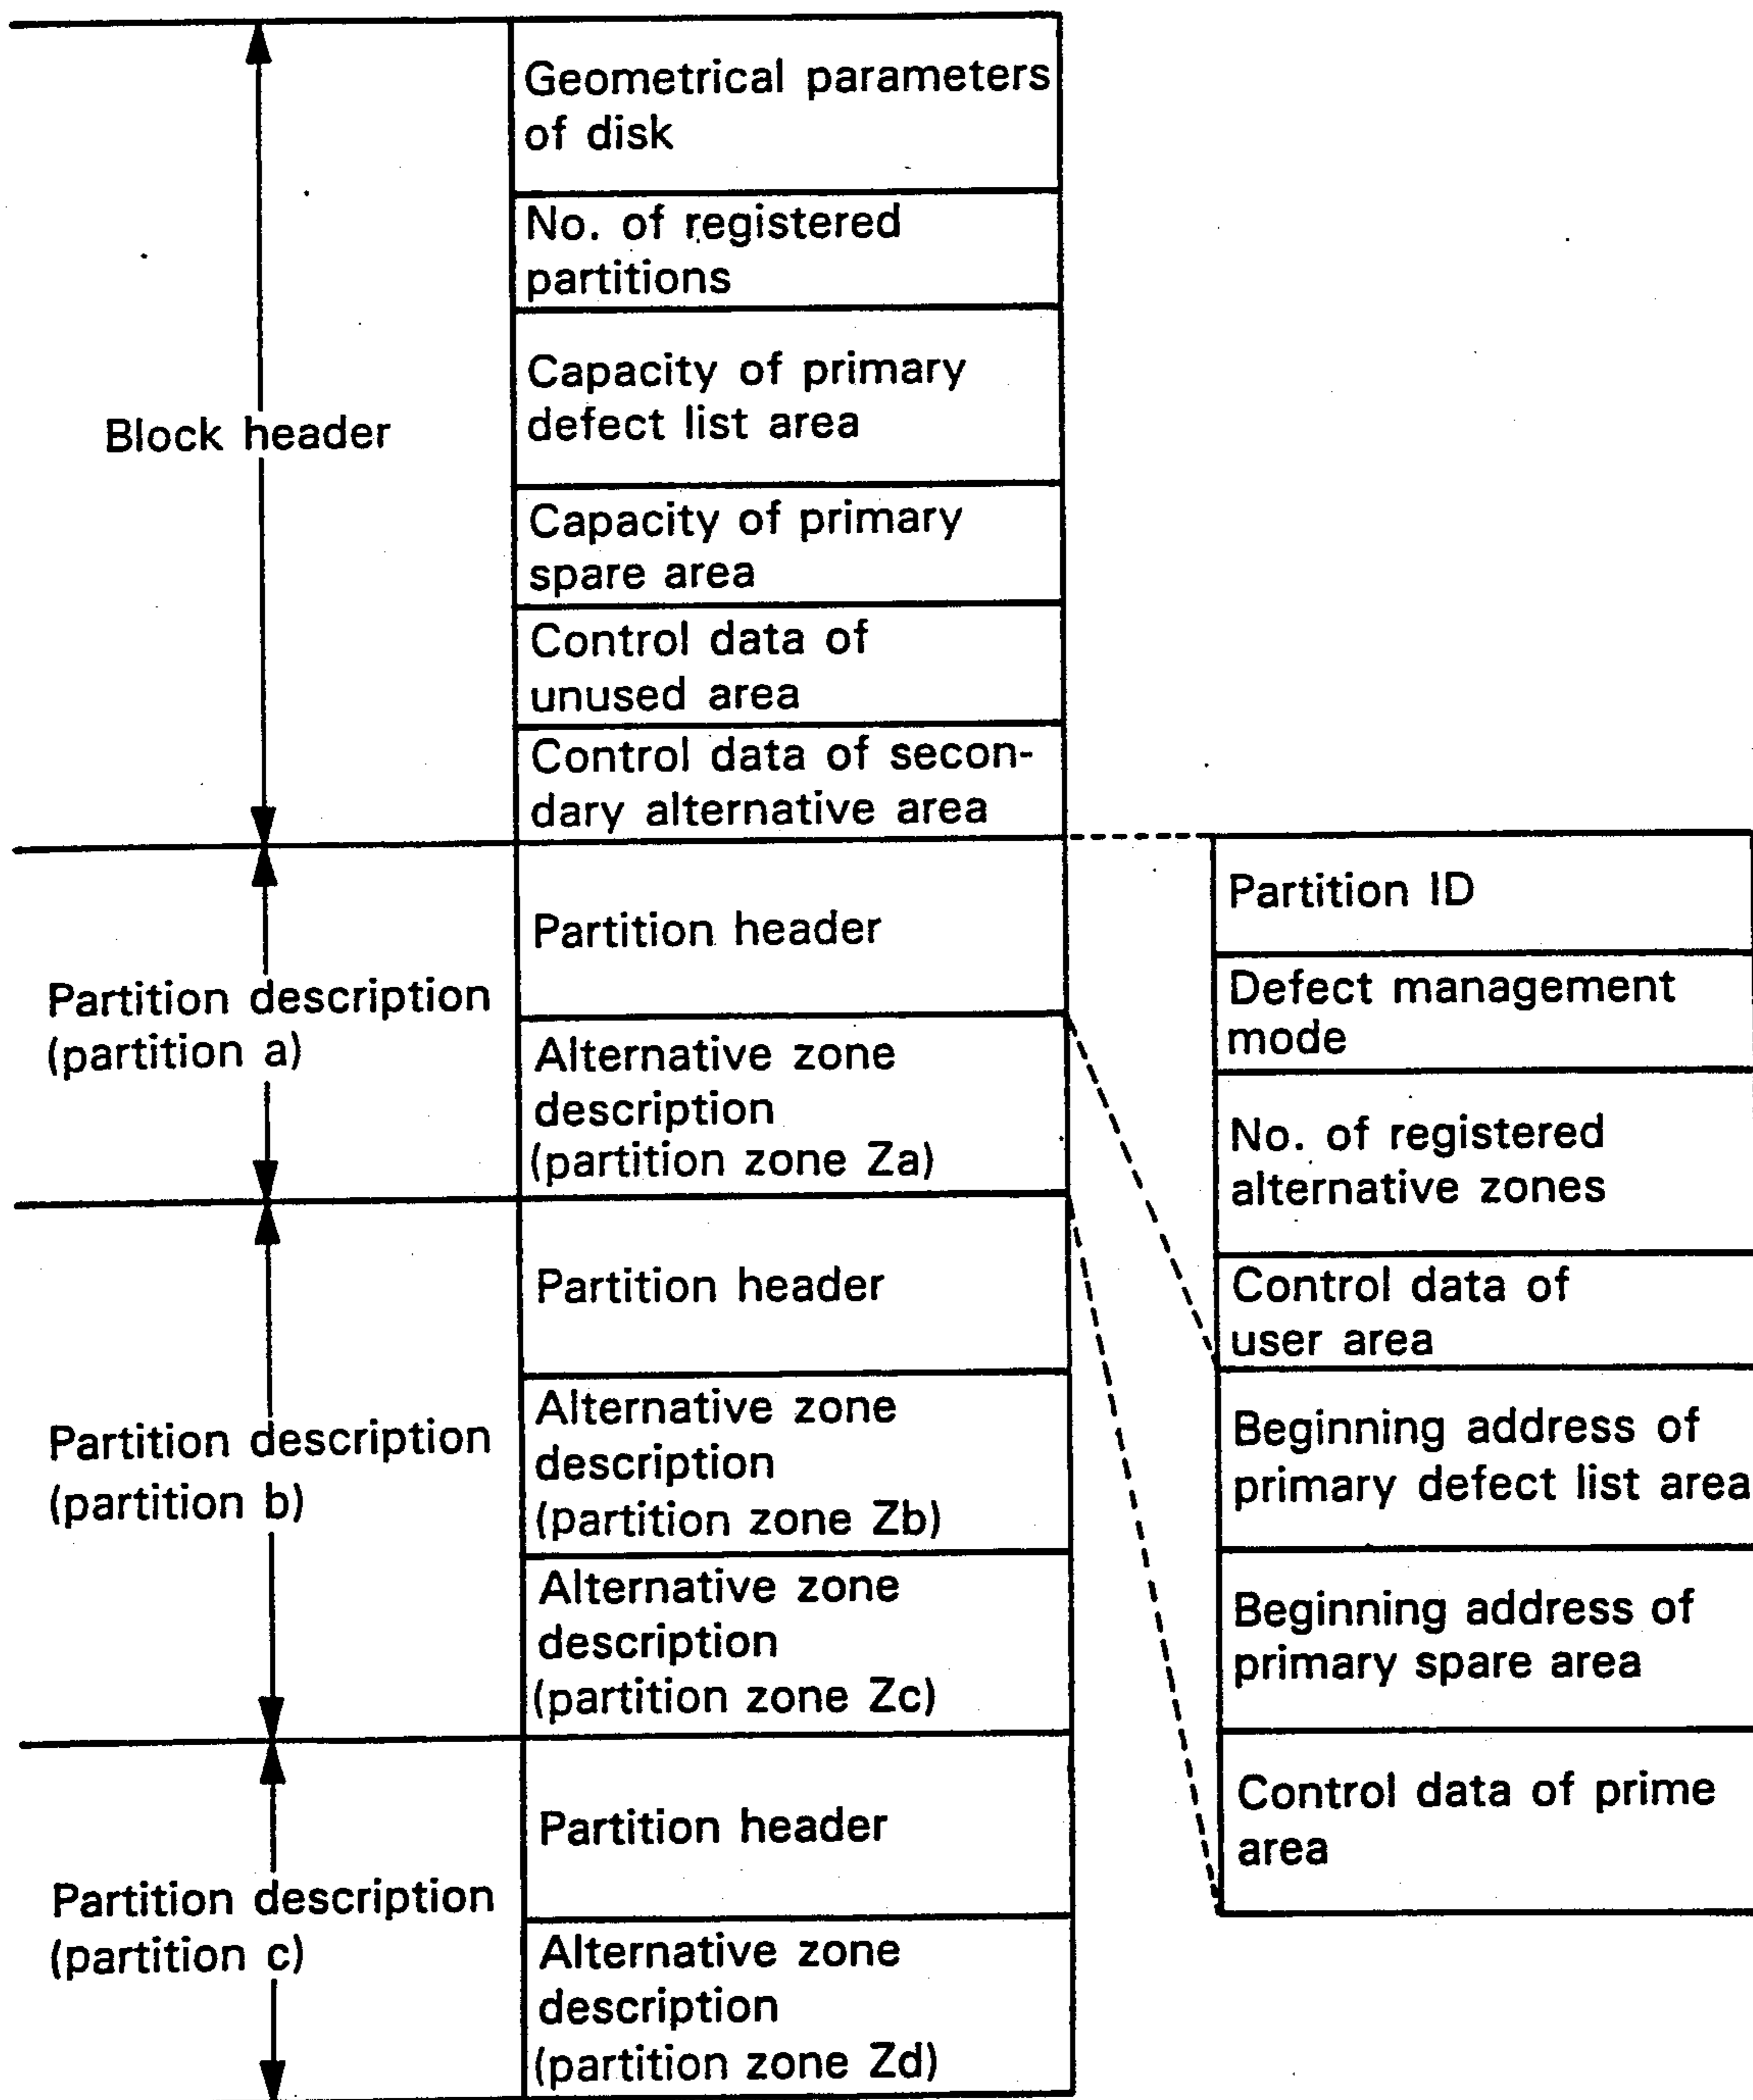 Geometrical parameters
of disk
No. of registered
partitions
Capacity of primary
defect list area
Block header
Capacity of primary
spare area
Control data of
unused area
Control data of secon-
dary alternative area
Partition header
Partition description
(partition a)
Alternative zone
description
(partition zone Za)
Partition header
Partition description
(partition b)
Alternative zone
description
(partition zone Zb)
Alternative zone
description
(partition zone Zc)
Partition header
Partition description
(partition c)
Alternative zone
description
(partition zone Zd)
Partition ID
Defect management
mode
No. of registered
alternative zones
Control data of
user area
Beginning address of
primary defect list area
Beginning address of
primary spare area
Control data of prime
area